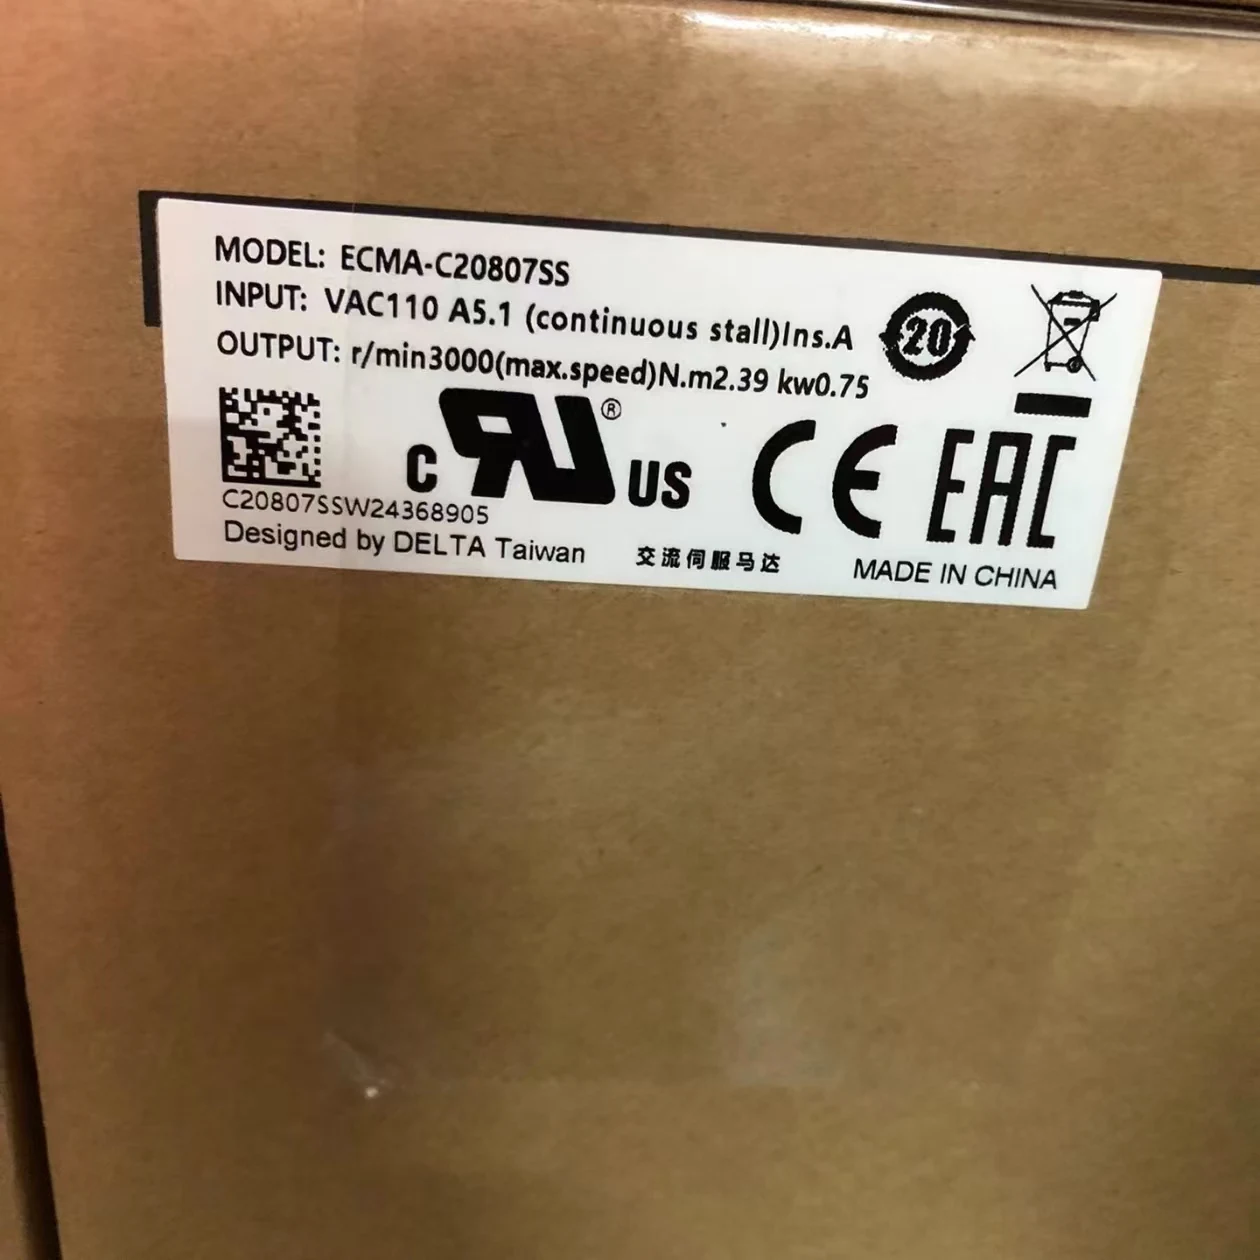 MODEL: ECMA-C20807SS
INPUT: VAC110 A5.1 (continuous stall)Ins.A
OUTPUT: r/min3000(max.speed)N.m2.39 kw0.75
20
c RU® US CE EAC
C20807SSW24368905
Designed by DELTA Taiwan
交流伺服马达
MADE IN CHINA